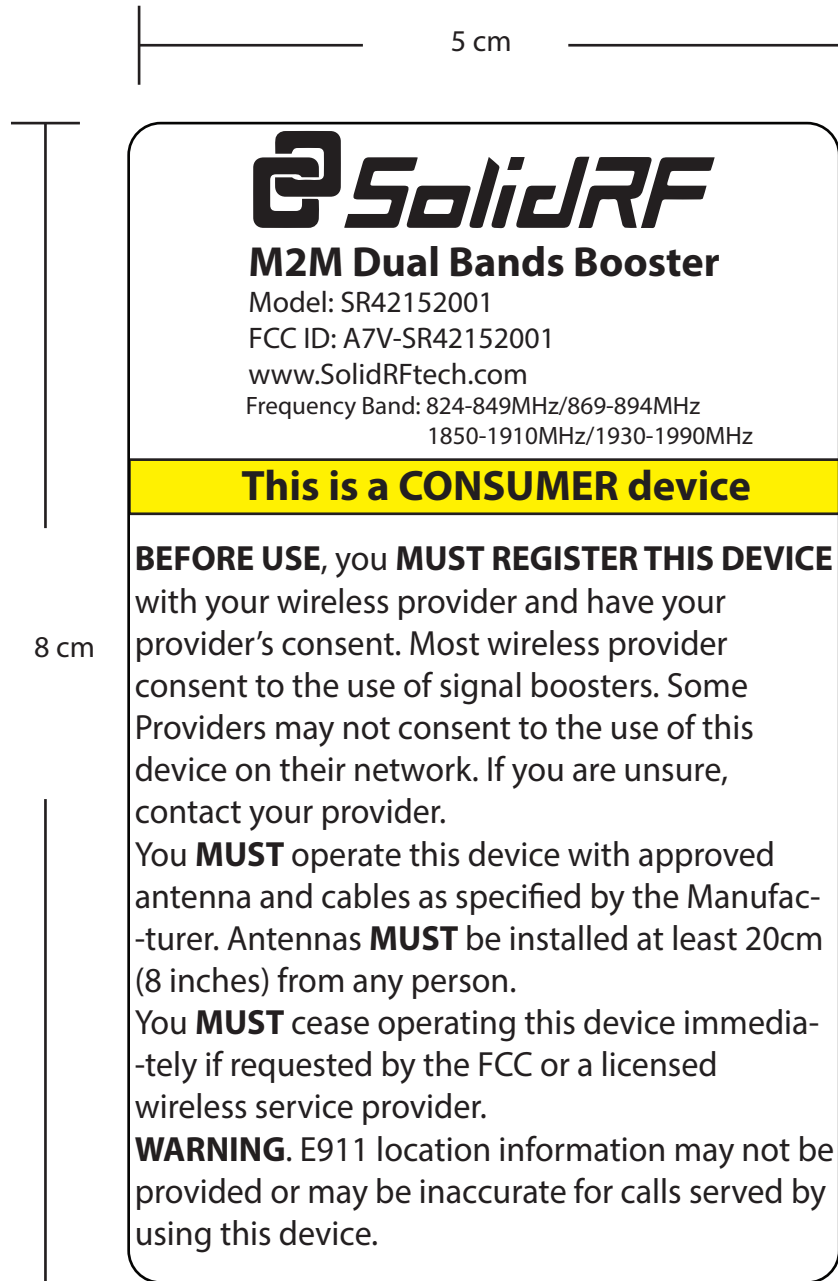 5 cm
SolidRF
M2M Dual Bands Booster
Model: SR42152001
FCC ID: A7V-SR42152001
www.SolidRFtech.com
Frequency Band: 824-849MHz/869-894MHz
1850-1910MHz/1930-1990MHz
This is a CONSUMER device
8 cm
BEFORE USE, you MUST REGISTER THIS DEVICE
with your wireless provider and have your
provider’s consent. Most wireless provider
consent to the use of signal boosters. Some
Providers may not consent to the use of this
device on their network. If you are unsure,
contact your provider.
You MUST operate this device with approved
antenna and cables as specified by the Manufac-
-turer. Antennas MUST be installed at least 20cm
(8 inches) from any person.
You MUST cease operating this device immedia-
-tely if requested by the FCC or a licensed
wireless service provider.
WARNING. E911 location information may not be
provided or may be inaccurate for calls served by
using this device.